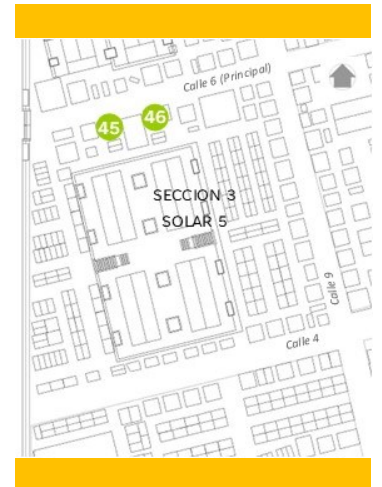 Calle 6 (Principal)
45
46
SECCION 3
SOLAR 5
Calle 9
Calle 4